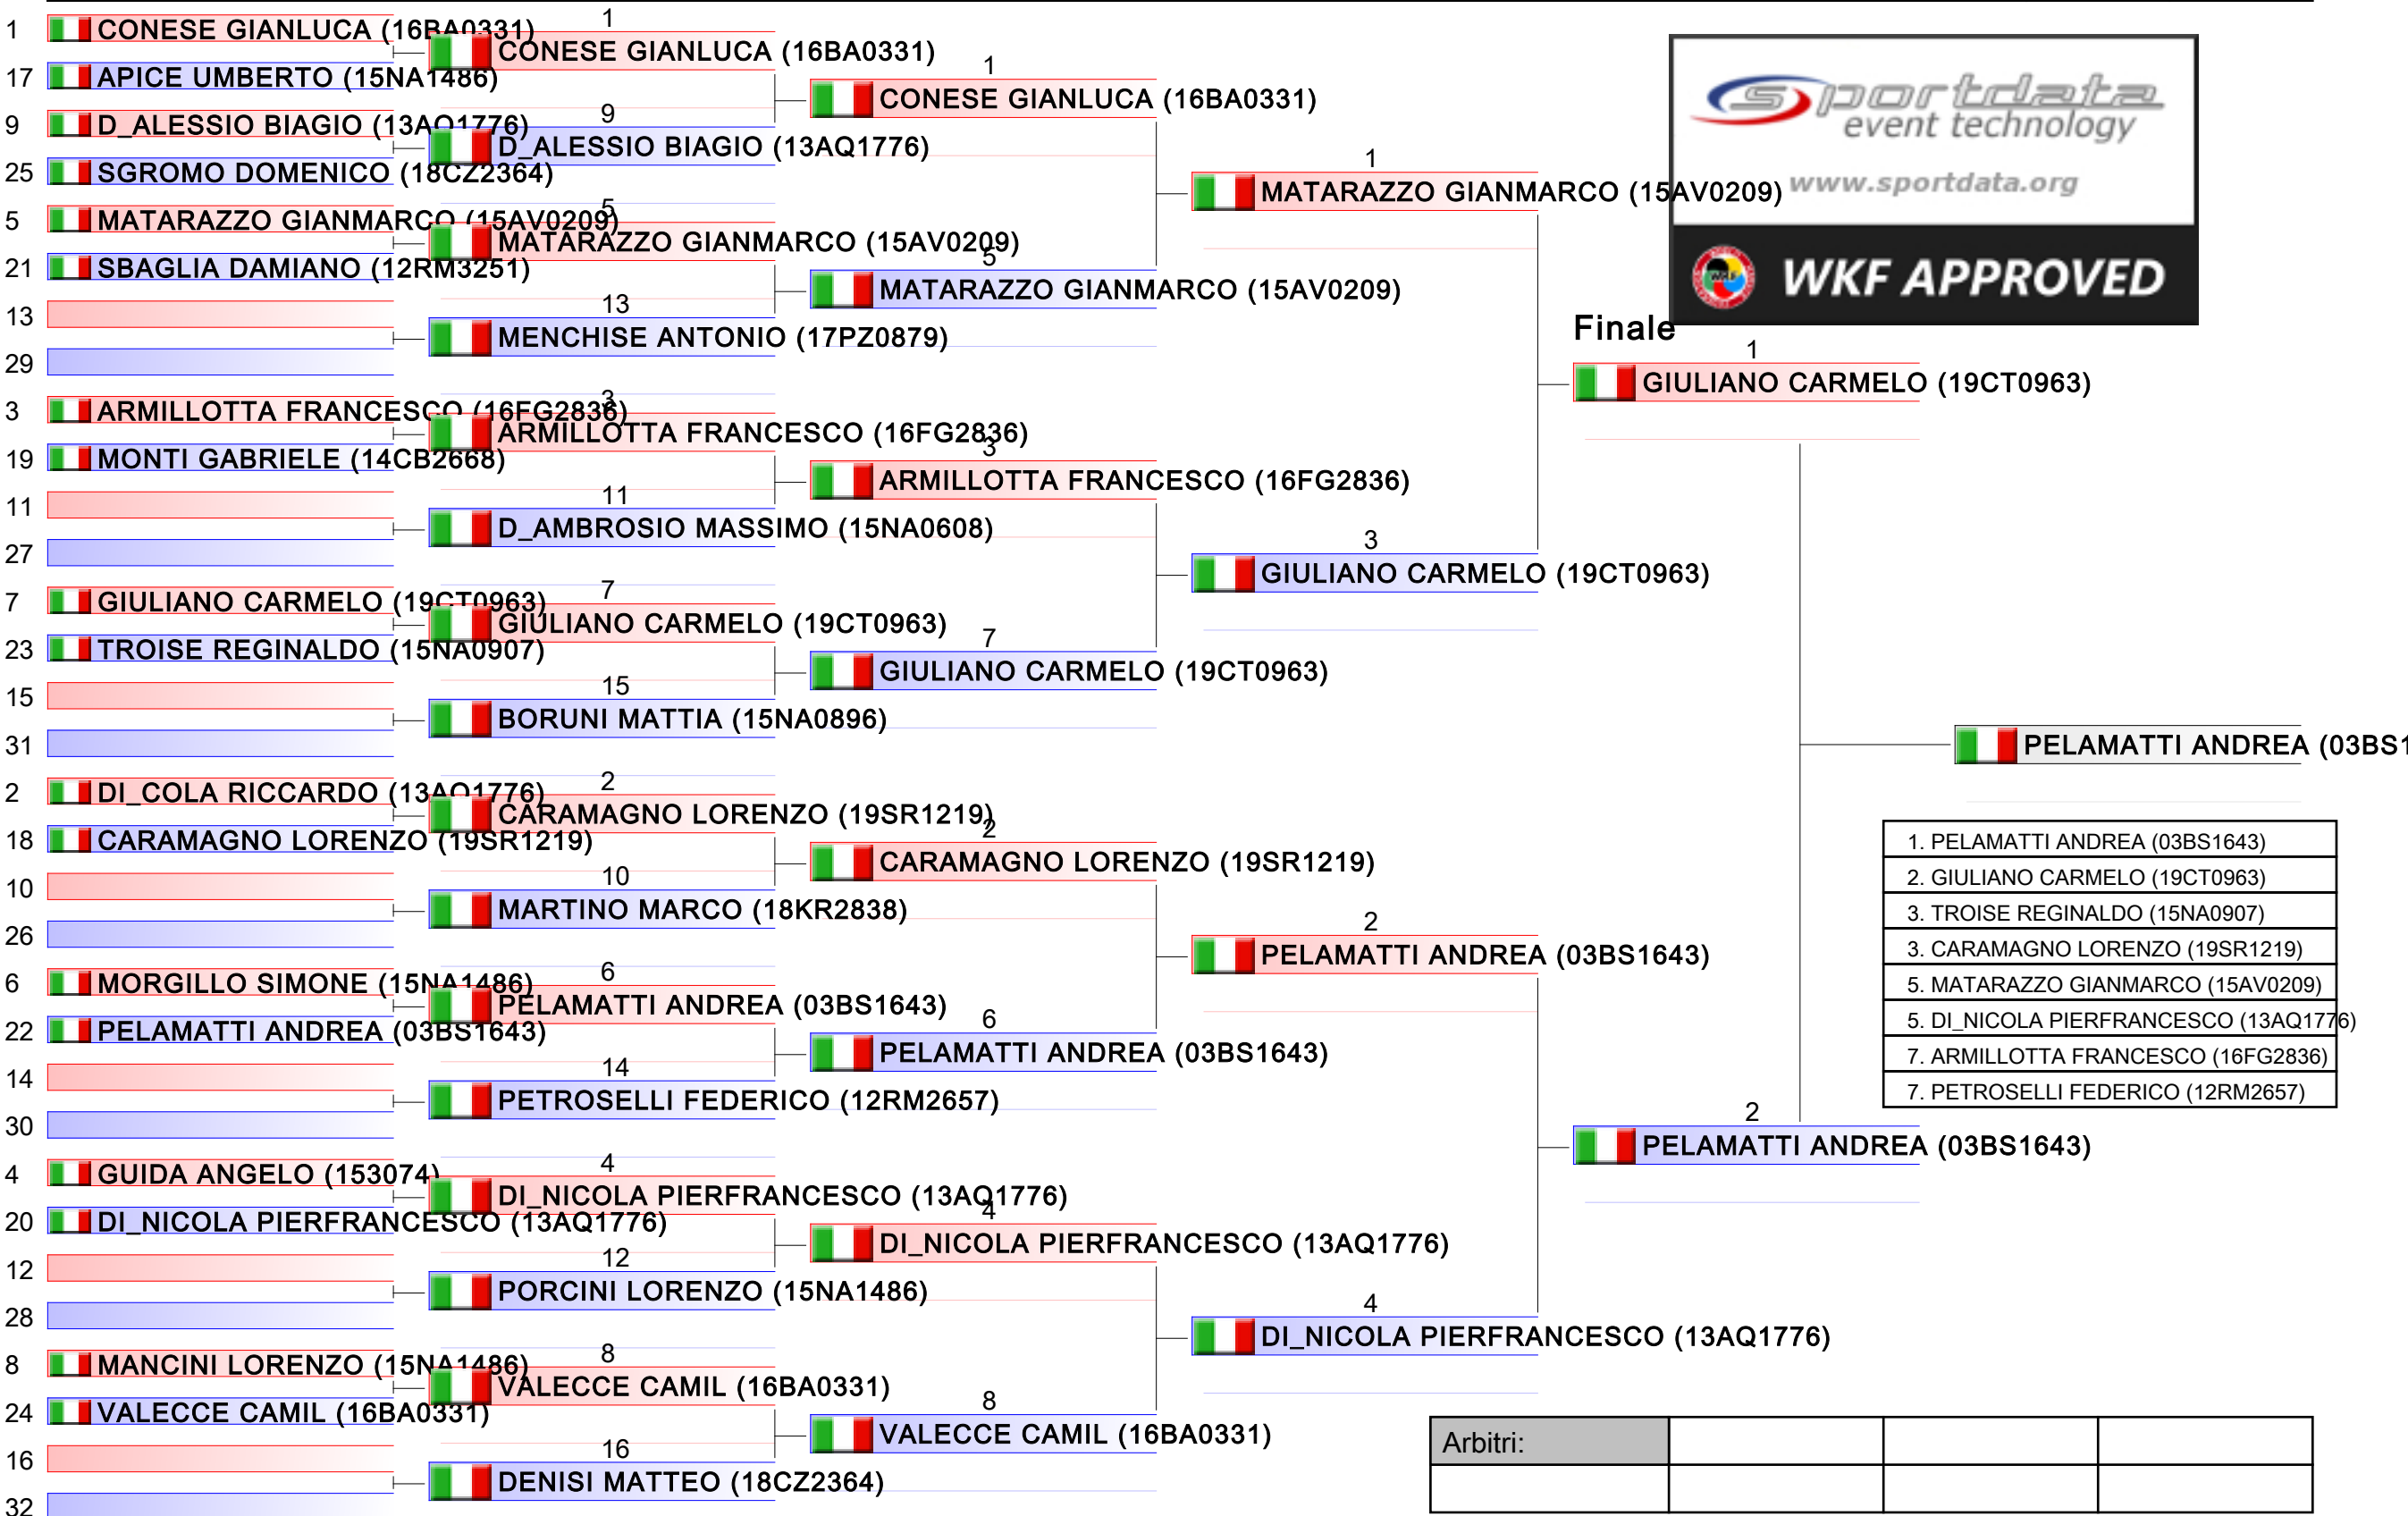 1 CONESE GIANLUCA (16BA0331)
17 APICE UMBERTO (15NA1486)
9 D_ALESSIO BIAGIO (13AQ1776)
25 SGROMO DOMENICO (18CZ2364)
5 MATARAZZO GIANMARCO (15AV0209)
21 SBAGLIA DAMIANO (12RM3251)
13
29
3 ARMILLOTTA FRANCESCO (16FG2836)
19 MONTI GABRIELE (14CB2668)
11
27
7 GIULIANO CARMELO (19CT0963)
23 TROISE REGINALDO (15NA0907)
15
31
2 DI_COLA RICCARDO (13AQ1776)
18 CARAMAGNO LORENZO (19SR1219)
10
26
6 MORGILLO SIMONE (15NA1486)
22 PELAMATTI ANDREA (03BS1643)
14
30
4 GUIDA ANGELO (153074)
20 DI_NICOLA PIERFRANCESCO (13AQ1776)
12
28
8 MANCINI LORENZO (15NA1486)
24 VALECCE CAMIL (16BA0331)
16
32
1
CONESE GIANLUCA (16BA0331)
9
D_ALESSIO BIAGIO (13AQ1776)
5
MATARAZZO GIANMARCO (15AV0209)
13
MENCHISE ANTONIO (17PZ0879)
3
ARMILLOTTA FRANCESCO (16FG2836)
11
D_AMBROSIO MASSIMO (15NA0608)
7
GIULIANO CARMELO (19CT0963)
15
BORUNI MATTIA (15NA0896)
2
CARAMAGNO LORENZO (19SR1219)
10
MARTINO MARCO (18KR2838)
6
PELAMATTI ANDREA (03BS1643)
14
PETROSELLI FEDERICO (12RM2657)
4
DI_NICOLA PIERFRANCESCO (13AQ1776)
12
PORCINI LORENZO (15NA1486)
8
VALECCE CAMIL (16BA0331)
16
DENISI MATTEO (18CZ2364)
1
CONESE GIANLUCA (16BA0331)
5
MATARAZZO GIANMARCO (15AV0209)
3
ARMILLOTTA FRANCESCO (16FG2836)
7
GIULIANO CARMELO (19CT0963)
2
CARAMAGNO LORENZO (19SR1219)
6
PELAMATTI ANDREA (03BS1643)
4
DI_NICOLA PIERFRANCESCO (13AQ1776)
8
VALECCE CAMIL (16BA0331)
1
MATARAZZO GIANMARCO (15AV0209)
3
GIULIANO CARMELO (19CT0963)
2
PELAMATTI ANDREA (03BS1643)
4
DI_NICOLA PIERFRANCESCO (13AQ1776)
sportdata
event technology
www.sportdata.org
WKF
WKF APPROVED
Finale
1
GIULIANO CARMELO (19CT0963)
2
PELAMATTI ANDREA (03BS1643)
PELAMATTI ANDREA (03BS1
1. PELAMATTI ANDREA (03BS1643)
2. GIULIANO CARMELO (19CT0963)
3. TROISE REGINALDO (15NA0907)
3. CARAMAGNO LORENZO (19SR1219)
5. MATARAZZO GIANMARCO (15AV0209)
5. DI_NICOLA PIERFRANCESCO (13AQ1776)
7. ARMILLOTTA FRANCESCO (16FG2836)
7. PETROSELLI FEDERICO (12RM2657)
Arbitri: